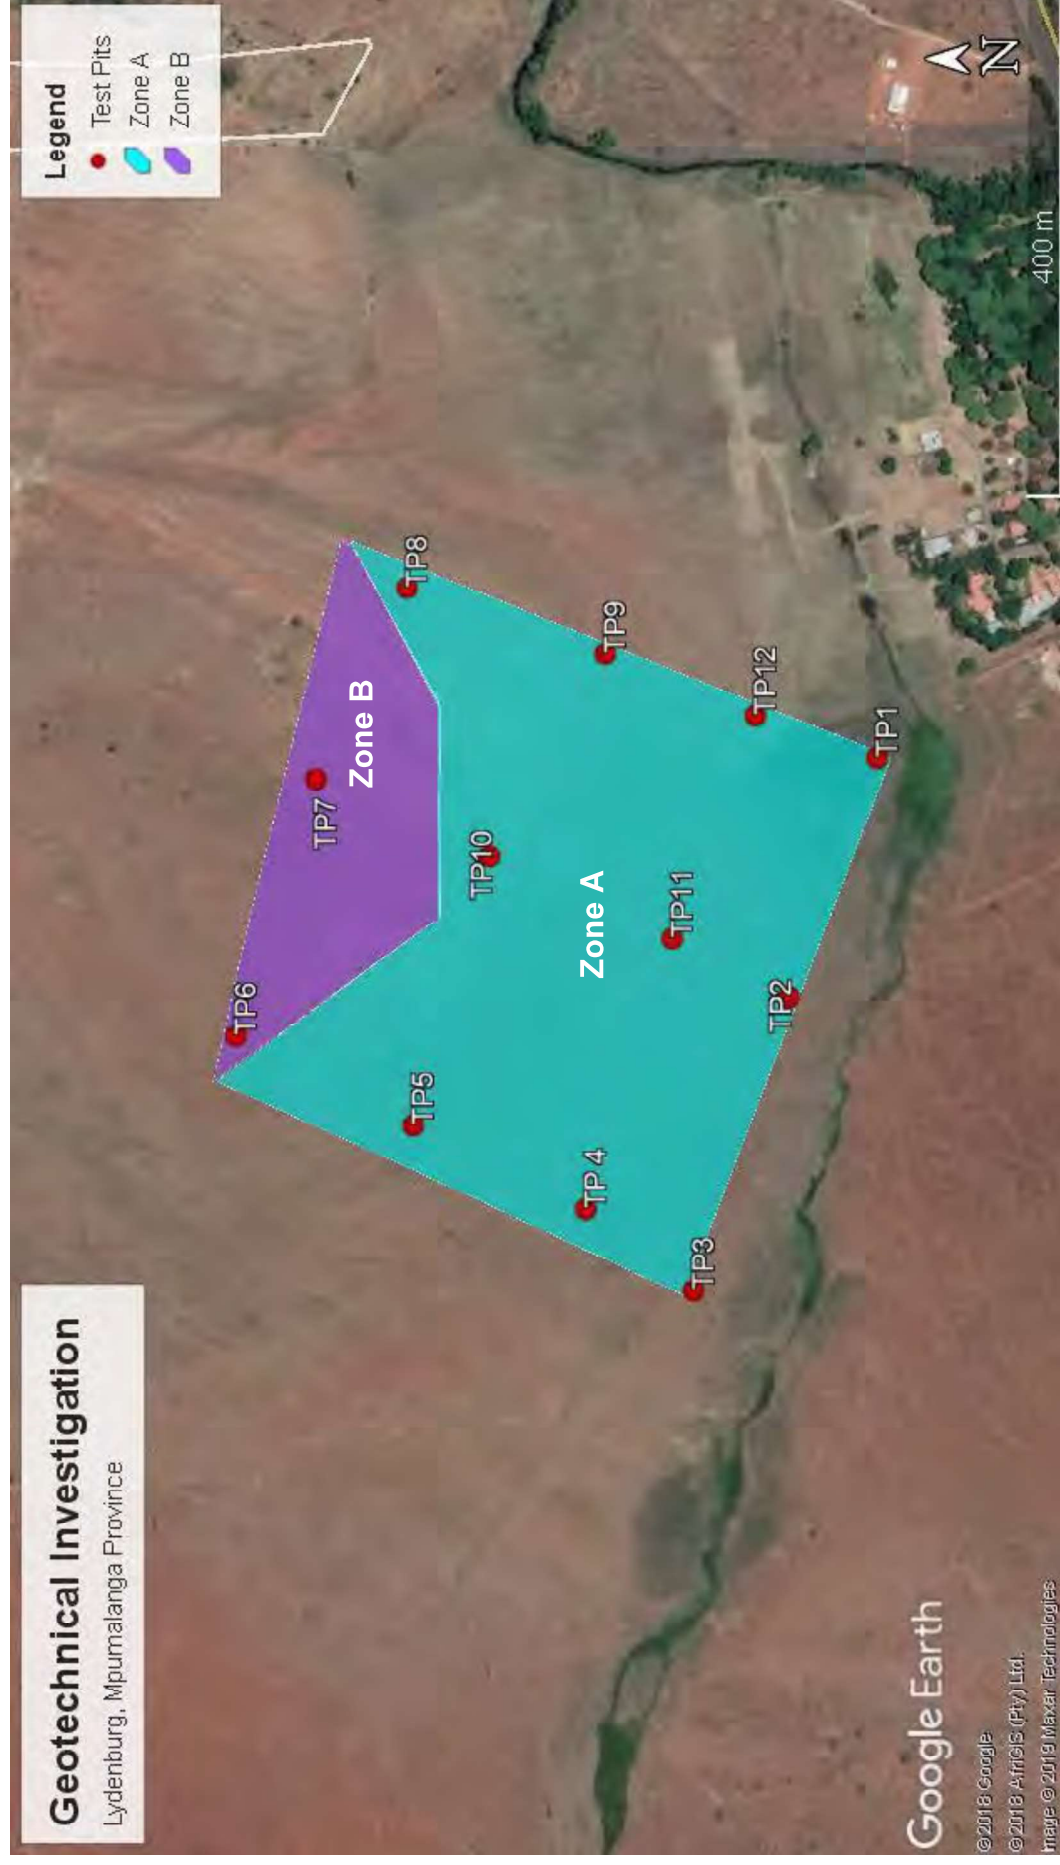 Geotechnical Investigation
Lydenburg, Mpumalanga Province
Legend
Test Pits
Zone A
Zone B
TP6
TP7
Zone B
TP8
TP5
TP10
TP9
TP 4
Zone A
TP11
TP12
TP3
TP2
TP1
Google Earth
© 2018 Google
© 2018 AfriGIS (Pty) Ltd.
Image © 2019 Maxar Technologies
400 m
N